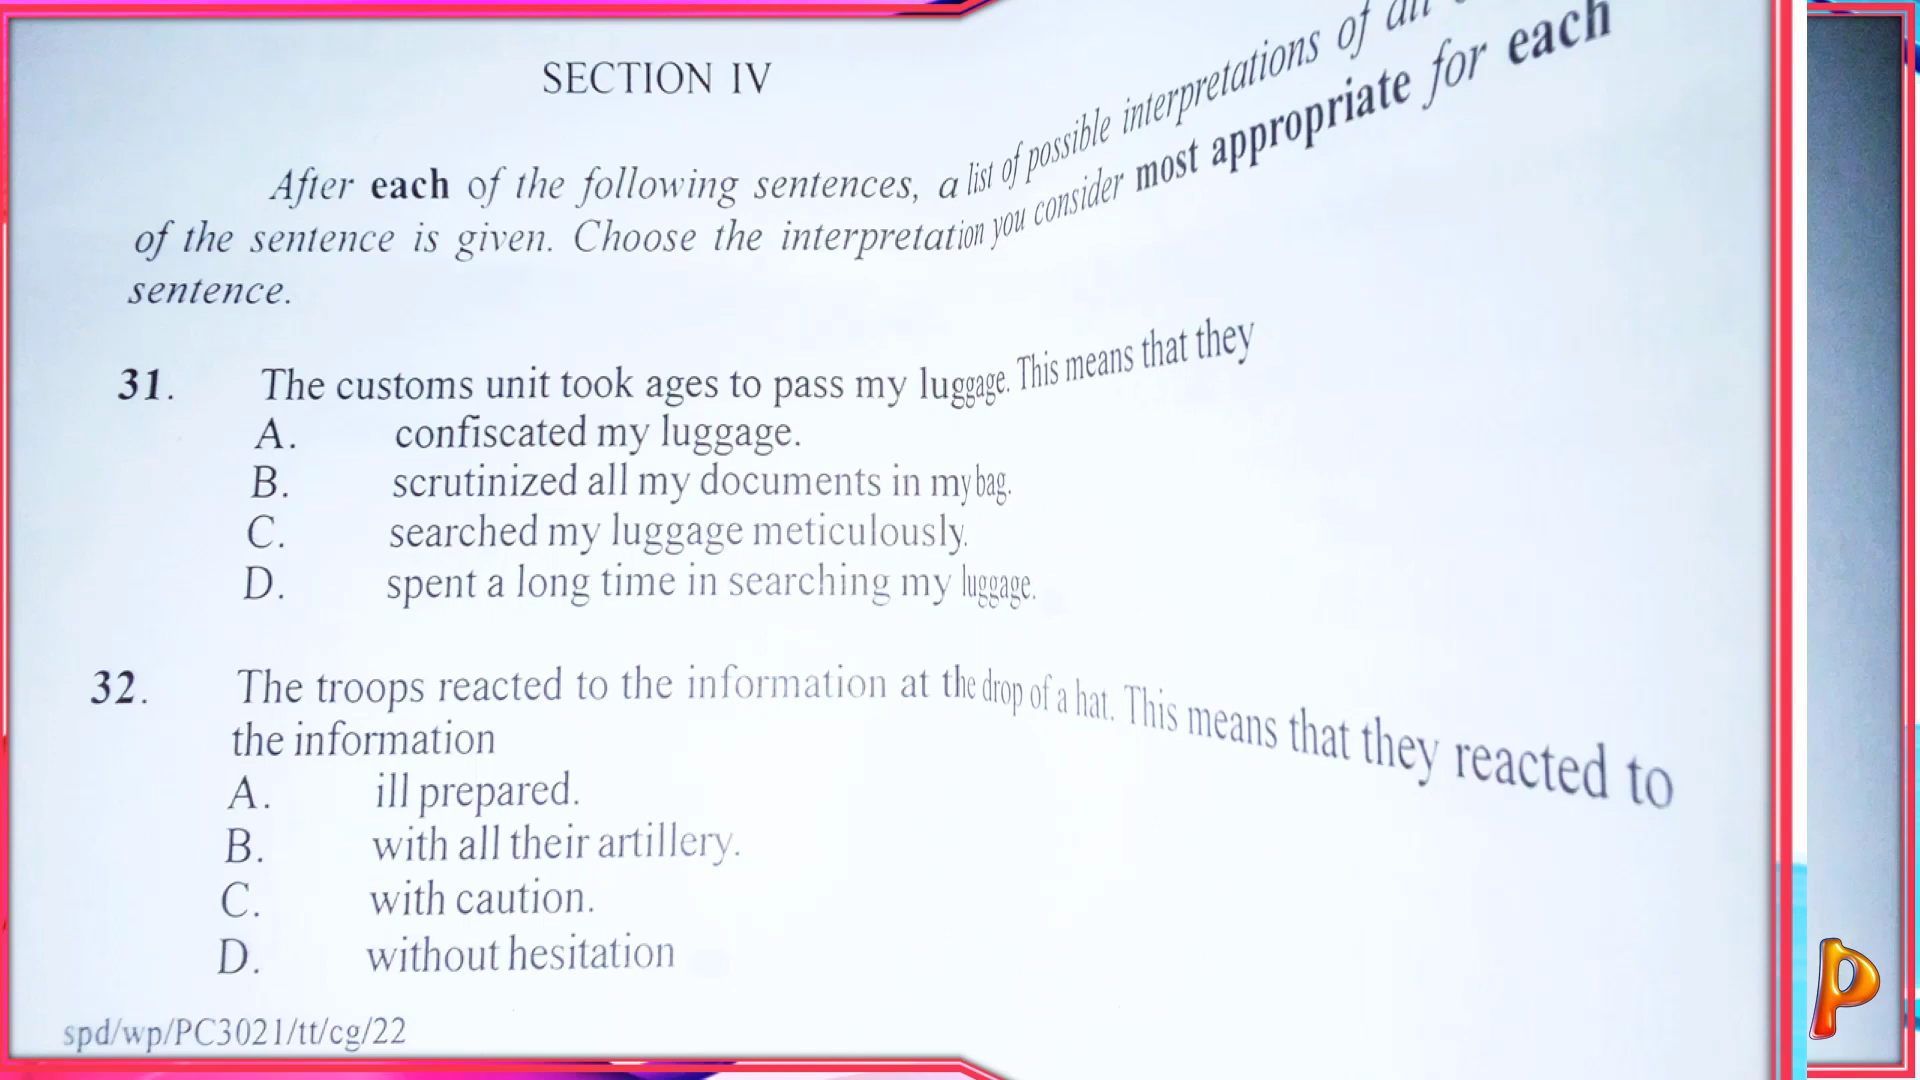 SECTION IV
After each of the following sentences, a list of possible interpretations of all
of the sentence is given. Choose the interpretation you consider most appropriate for each
sentence.
31. The customs unit took ages to pass my luggage. This means that they
A. confiscated my luggage.
B. scrutinized all my documents in my bag.
C. searched my luggage meticulously.
D. spent a long time in searching my luggage.
32. The troops reacted to the information at the drop of a hat. This means that they reacted to
the information
A. ill prepared.
B. with all their artillery.
C. with caution.
D. without hesitation
spd/wp/PC3021/tt/cg/22
P